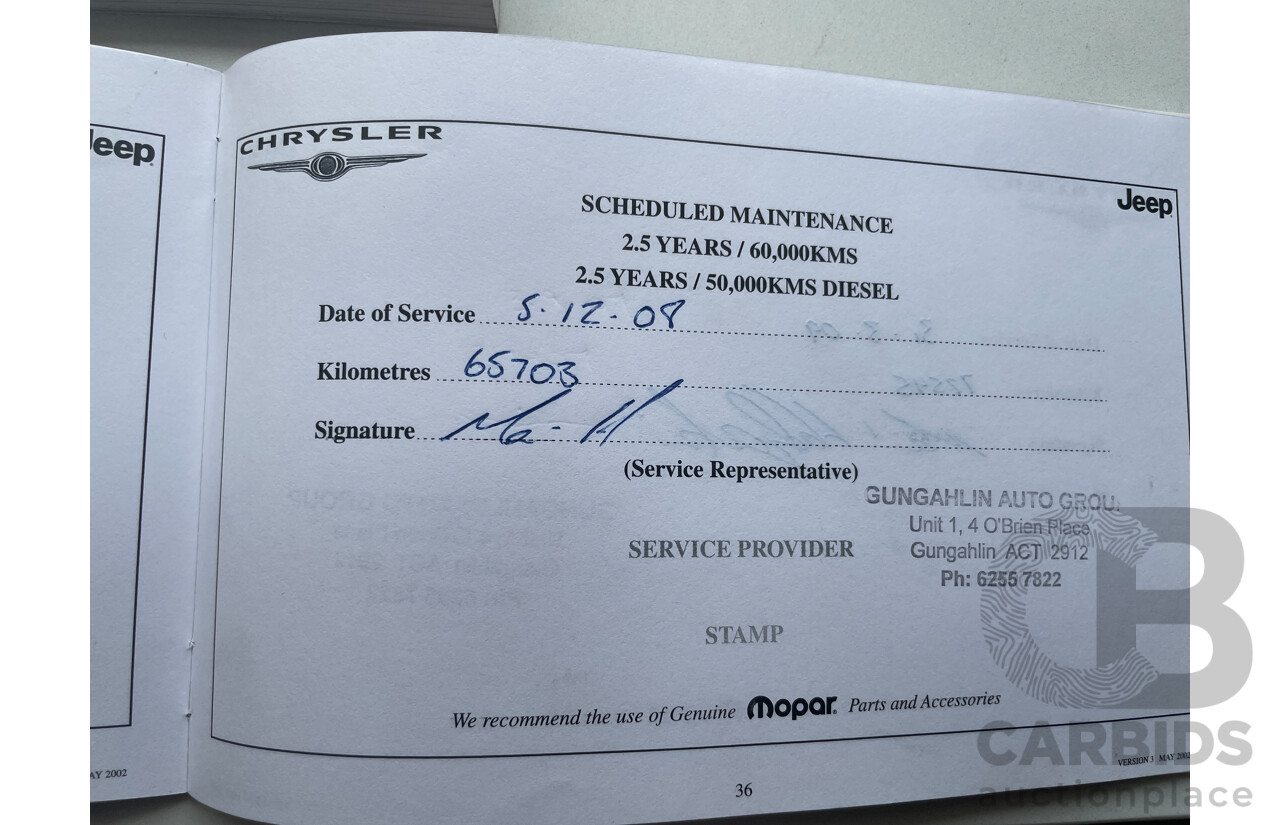 Jeep
AY 2002
CHRYSLER
Jeep
SCHEDULED MAINTENANCE
2.5 YEARS / 60,000KMS
2.5 YEARS / 50,000KMS DIESEL
Date of Service 5.12.08
Kilometres 65703
Signature
(Service Representative)
GUNGAHLIN AUTO GROU
Unit 1, 4 O'Brien Place
Gungahlin ACT 2912
Ph: 6255 7822
SERVICE PROVIDER
STAMP
We recommend the use of Genuine Mopar. Parts and Accessories
VERSION 3 MAY 2002
36
CB
CARBIDS
auctionplace